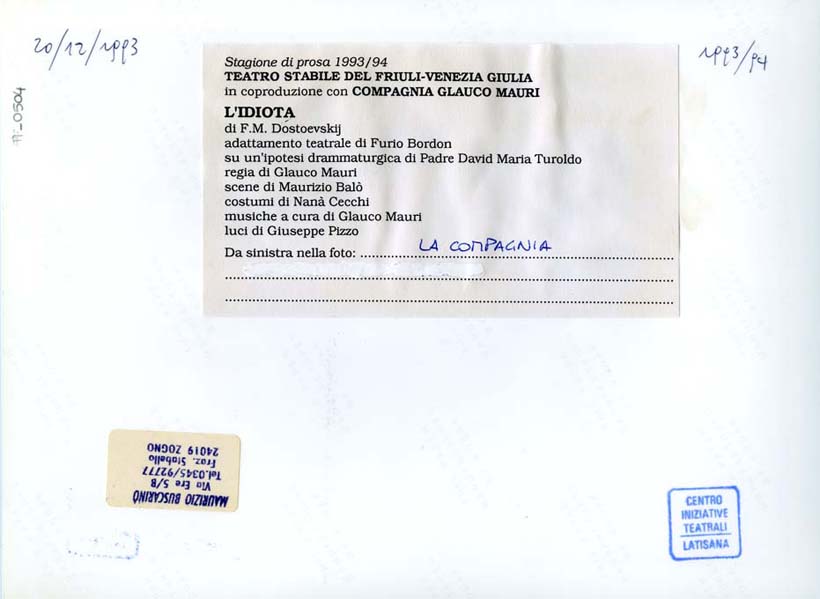 20/12/1993
1993/94
Stagione di prosa 1993/94
TEATRO STABILE DEL FRIULI-VENEZIA GIULIA
in coproduzione con COMPAGNIA GLAUCO MAURI
L'IDIOTA
di F.M. Dostoevskij
adattamento teatrale di Furio Bordon
su un'ipotesi drammaturgica di Padre David Maria Turoldo
regia di Glauco Mauri
scene di Maurizio Balò
costumi di Nanà Cecchi
musiche a cura di Glauco Mauri
luci di Giuseppe Pizzo
Da sinistra nella foto: LA COMPAGNIA
MAURIZIO BUSCARINO
Via Ere 5/B
Tel.0345/92777
Fraz. Stabello
24019 ZOGNO
CENTRO
INIZIATIVE
TEATRALI
LATISANA